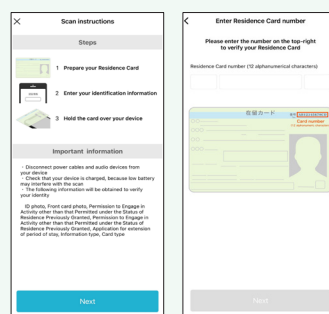 Scan instructions
Steps
1 Prepare your Residence Card
2 Enter your identification information
3 Hold the card over your device
Important information
・Disconnect power cables and audio devices from
your device
・Check that your device is charged, because low battery
may interfere with the scan
・The following information will be obtained to verify
your identity
ID photo, Front card photo, Permission to Engage in
Activity other than that Permitted under the Status of
Residence Previously Granted, Permission to Engage in
Activity other than that Permitted under the Status of
Residence Previously Granted, Application for extension
of period of stay, Information type, Card type
Next
Enter Residence Card number
Please enter the number on the top-right
to verify your Residence Card
Residence Card number (12 alphanumerical characters)
在留カード
Card number
Next